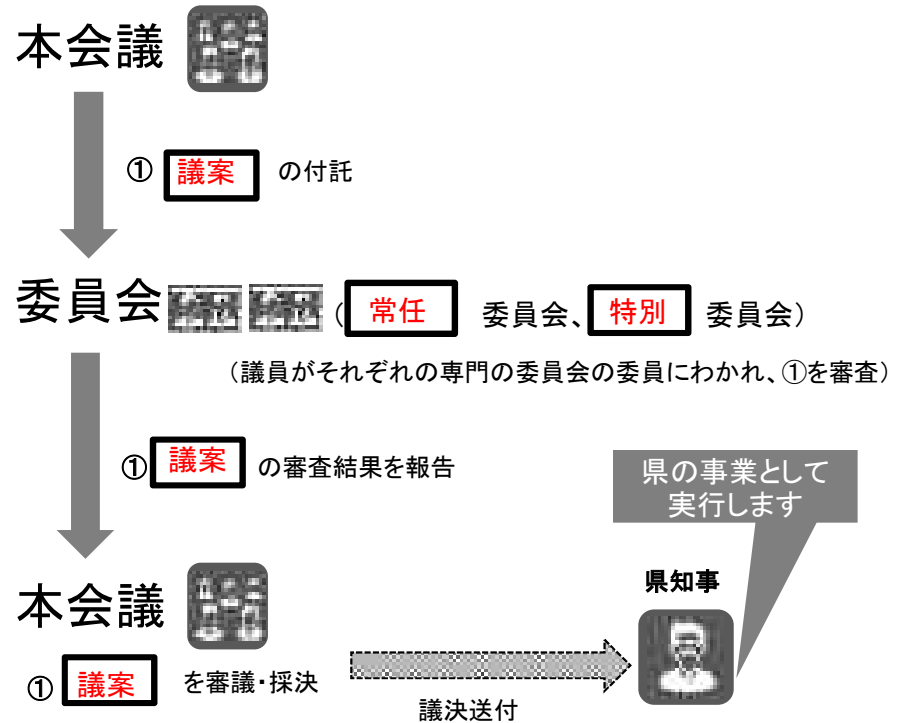 本会議
① 議案 の付託
委員会 (常任 委員会、特別 委員会)
(議員がそれぞれの専門の委員会の委員にわかれ、①を審査)
① 議案 の審査結果を報告
県の事業として
実行します
県知事
本会議
① 議案 を審議・採決
議決送付